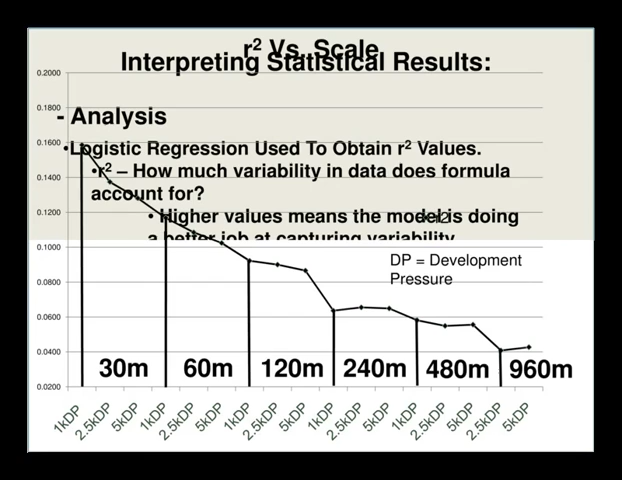 r² Vs. Scale
Interpreting Statistical Results:
- Analysis
•Logistic Regression Used To Obtain r² Values.
•r² – How much variability in data does formula
account for?
• Higher values means the model is doing
a better job at capturing variability
r2
DP = Development
Pressure
0.2000
0.1800
0.1600
0.1400
0.1200
0.1000
0.0800
0.0600
0.0400
0.0200
30m 60m 120m 240m 480m 960m
1kDP 2.5kDP 5kDP 1kDP 2.5kDP 5kDP 1kDP 2.5kDP 5kDP 1kDP 2.5kDP 5kDP 1kDP 2.5kDP 5kDP 2.5kDP 5kDP